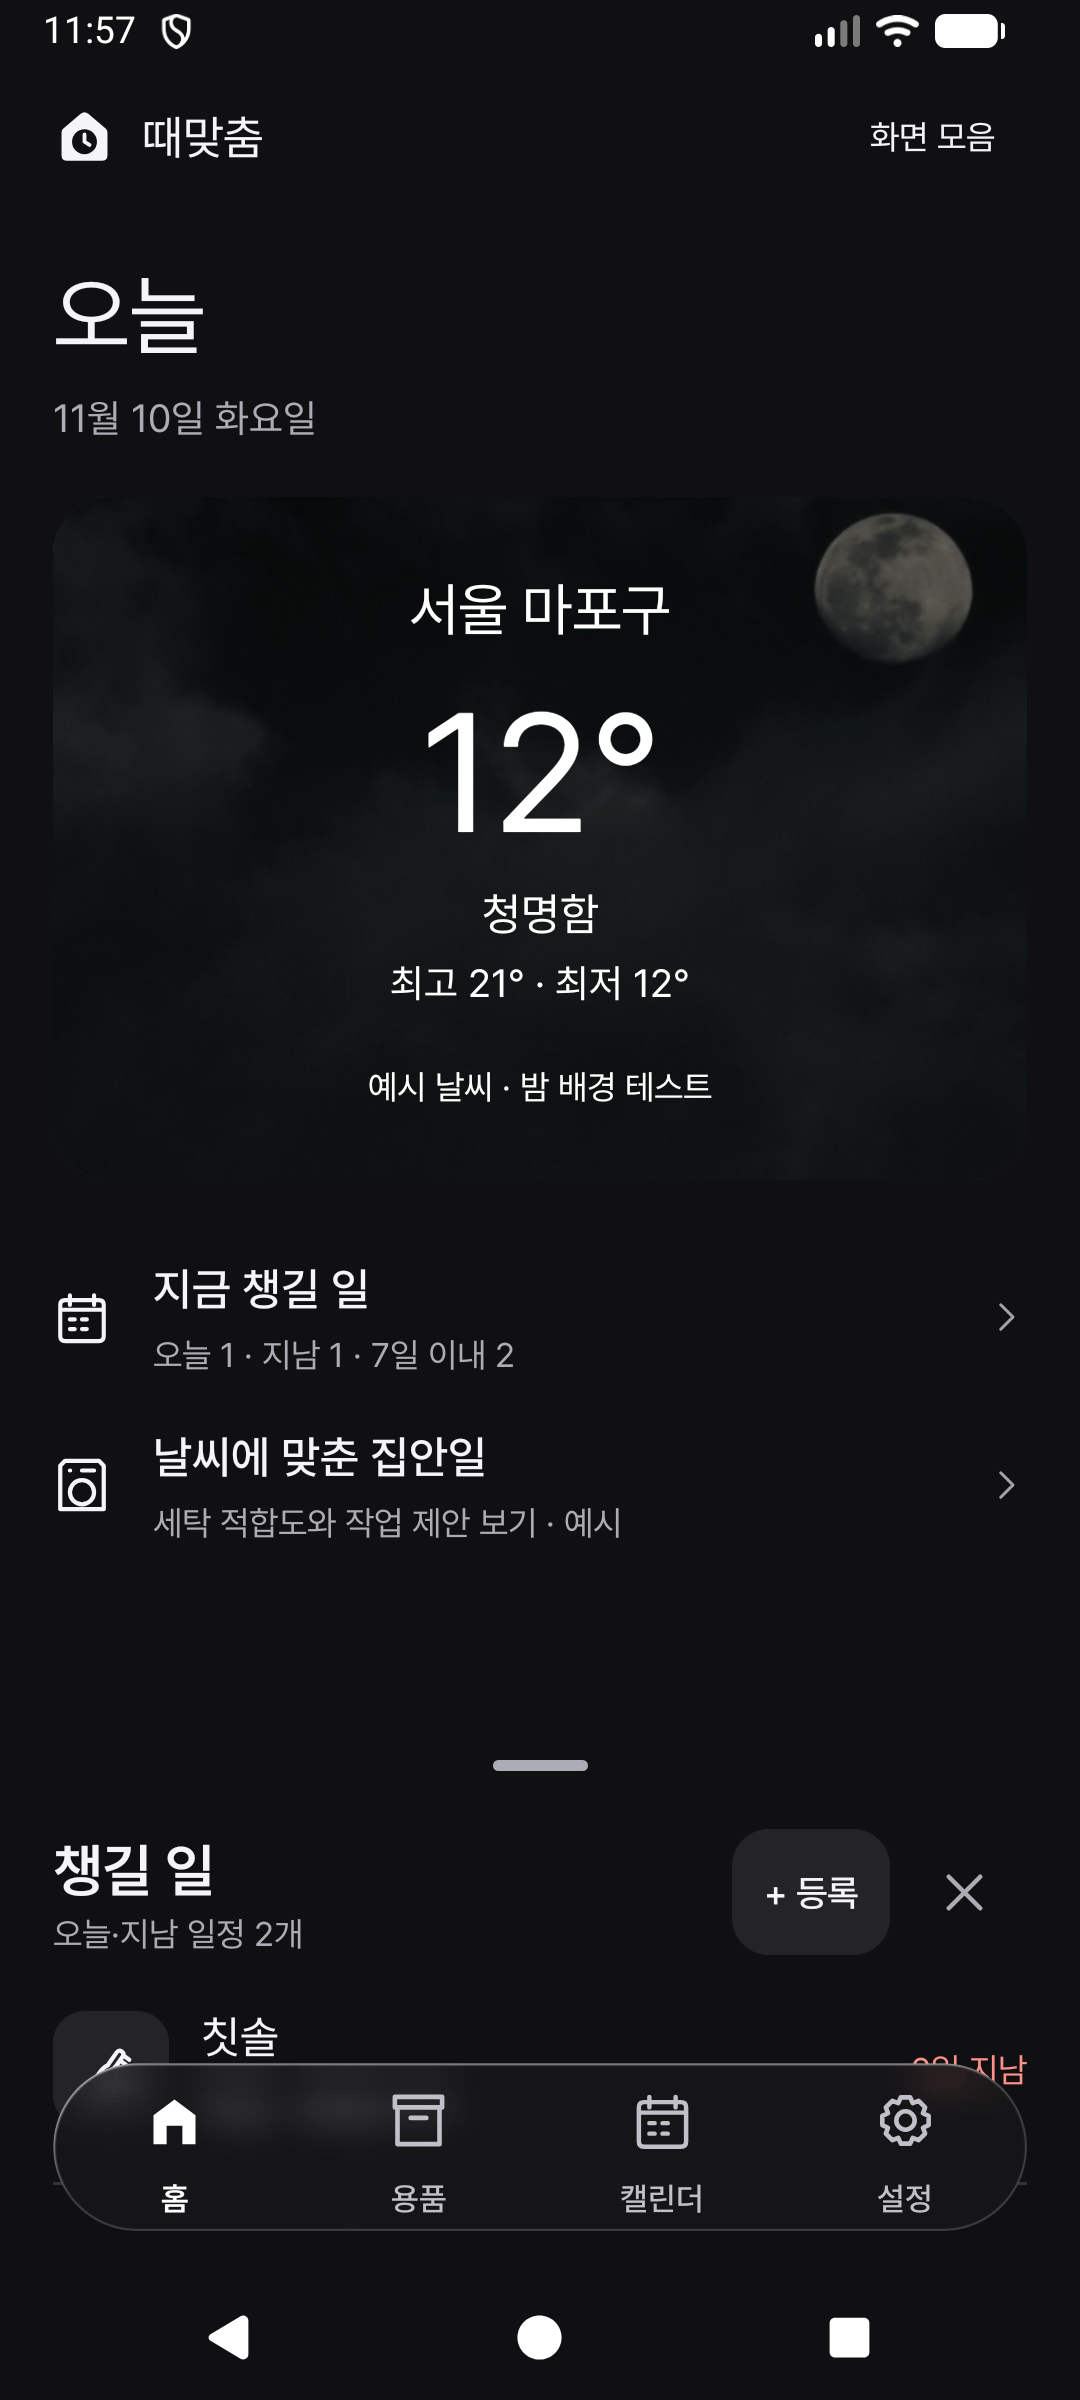 11:57
때맞춤
화면 모음
오늘
11월 10일 화요일
서울 마포구
12°
청명함
최고 21° · 최저 12°
예시 날씨 · 밤 배경 테스트
지금 챙길 일
오늘 1 · 지남 1 · 7일 이내 2
날씨에 맞춘 집안일
세탁 적합도와 작업 제안 보기 · 예시
챙길 일
+ 등록
오늘·지남 일정 2개
칫솔
지남
홈
용품
캘린더
설정